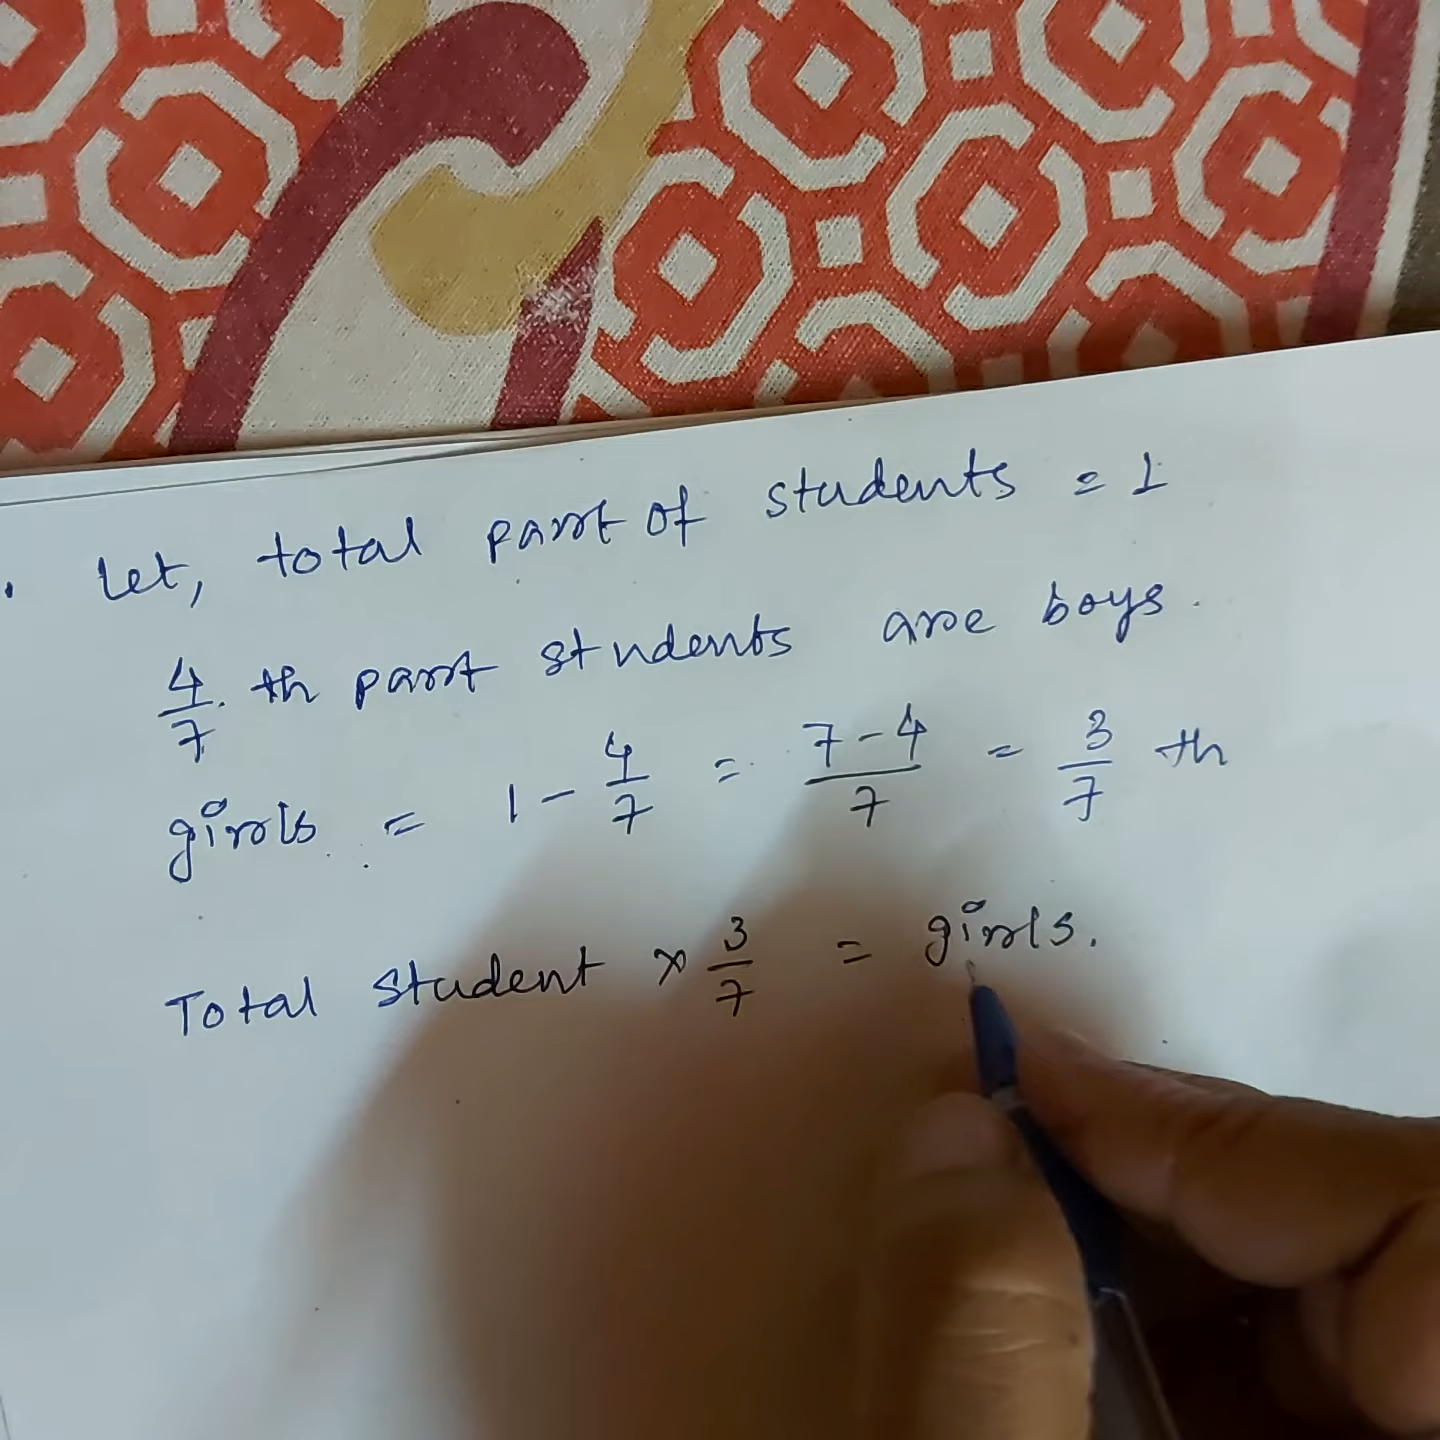 . Let, total part of students = 1
4/7 th part students are boys.
girls = 1 - 4/7 = 7-4/7 = 3/7 th
Total student × 3/7 = girls.